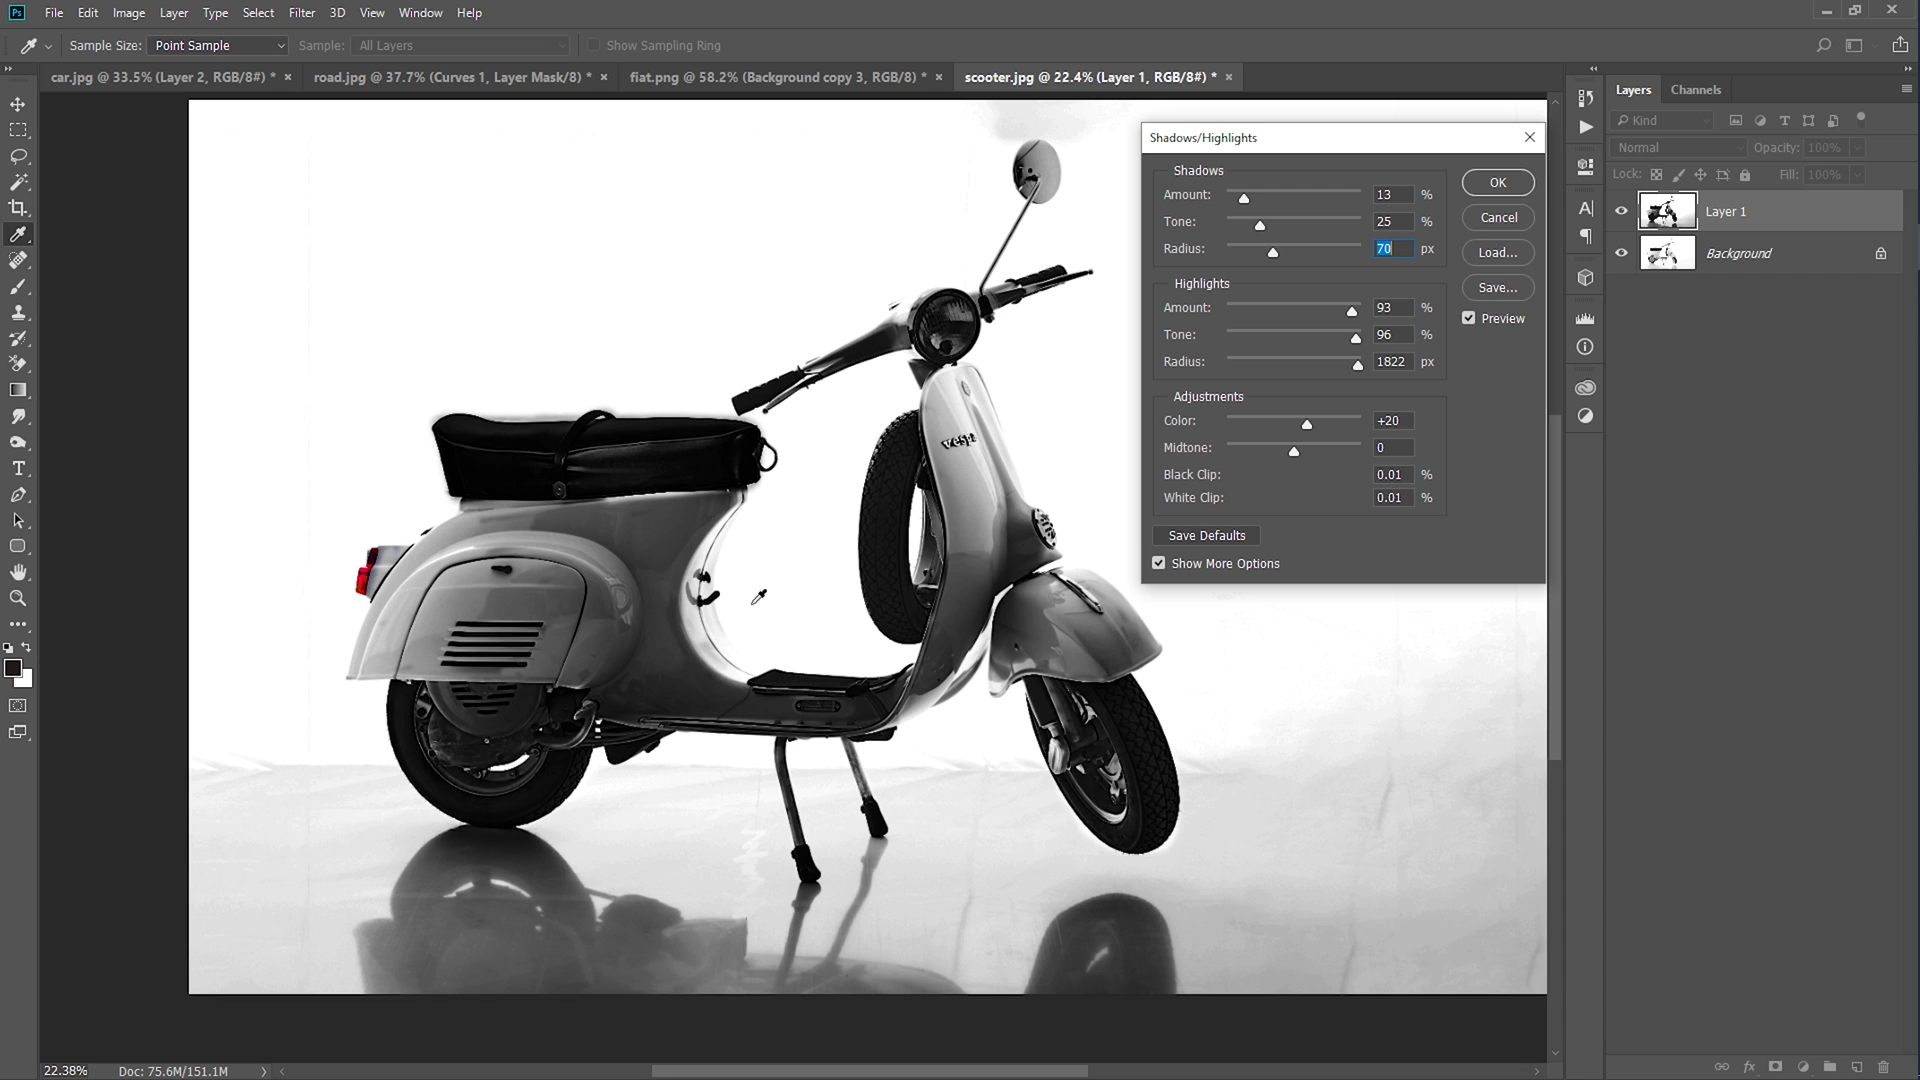 Ps File Edit Image Layer Type Select Filter 3D View Window Help
Sample Size: Point Sample Sample: All Layers Show Sampling Ring
car.jpg @ 33.5% (Layer 2, RGB/8#) * road.jpg @ 37.7% (Curves 1, Layer Mask/8) * fiat.png @ 58.2% (Background copy 3, RGB/8) * scooter.jpg @ 22.4% (Layer 1, RGB/8#) *
Shadows/Highlights
Shadows
Amount: 13 %
Tone: 25 %
Radius: 70 px
Highlights
Amount: 93 %
Tone: 96 %
Radius: 1822 px
Adjustments
Color: +20
Midtone: 0
Black Clip: 0.01 %
White Clip: 0.01 %
Save Defaults
Show More Options
OK
Cancel
Load...
Save...
Preview
Layers Channels
Kind
Normal Opacity: 100%
Lock: Fill: 100%
Layer 1
Background
vespa
22.38% Doc: 75.6M/151.1M